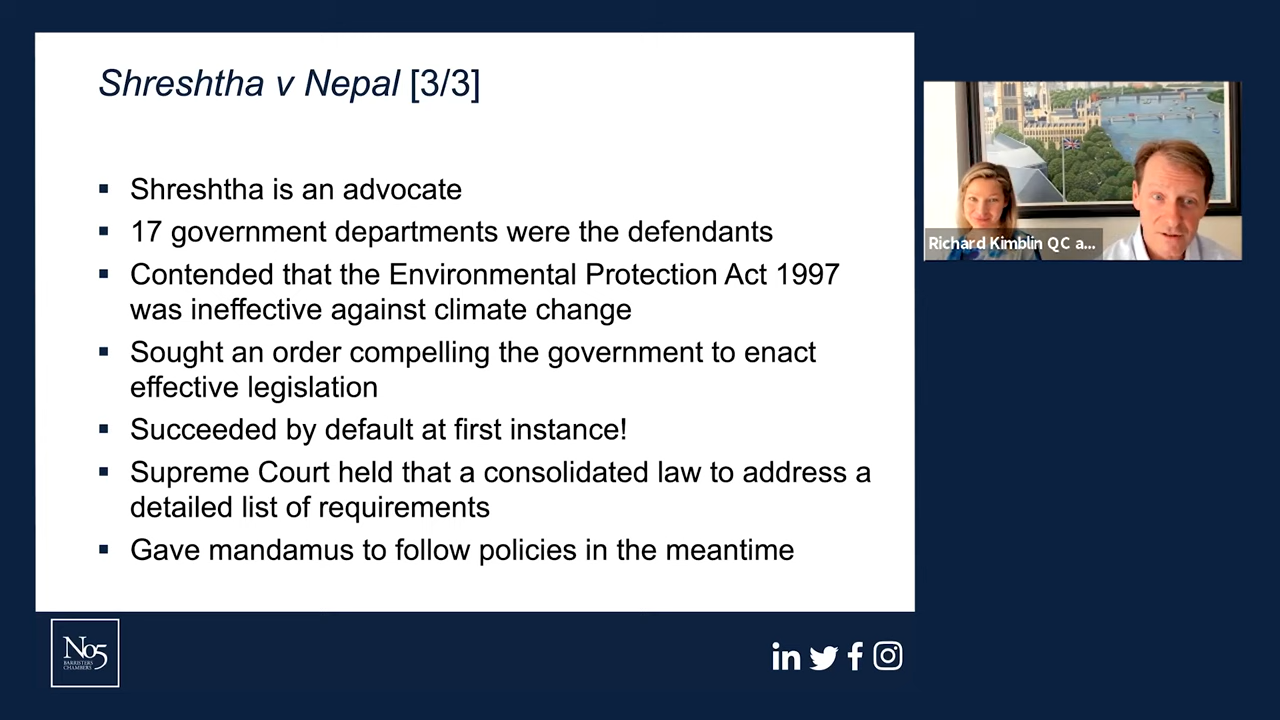 Shreshtha v Nepal [3/3]
Shreshtha is an advocate
17 government departments were the defendants
Contended that the Environmental Protection Act 1997
was ineffective against climate change
Sought an order compelling the government to enact
effective legislation
Succeeded by default at first instance!
Supreme Court held that a consolidated law to address a
detailed list of requirements
Gave mandamus to follow policies in the meantime
Richard Kimblin QC a...
No5
BARRISTERS
CHAMBERS